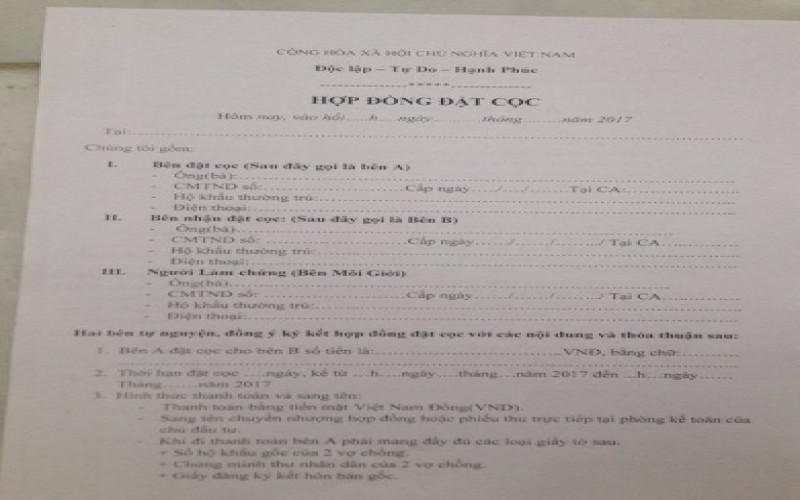 CỘNG HÒA XÃ HỘI CHỦ NGHĨA VIỆT NAM
Độc lập – Tự Do – Hạnh Phúc
---------------*****---------------
HỢP ĐỒNG ĐẶT CỌC
Hôm nay, vào hồi.....h....ngày..........tháng.........năm 2017
Tại:..........................................................................................
Chúng tôi gồm:
I. Bên đặt cọc (Sau đây gọi là bên A)
- Ông(bà):..........................................................................
- CMTND số:..............................Cấp ngày...../...../........Tại CA:....................
- Hộ khẩu thường trú:..........................................................................
- Điện thoại:..........................................................................
II. Bên nhận đặt cọc: (Sau đây gọi là Bên B)
- Ông(bà)..........................................................................
- CMTND số: ..............................Cấp ngày...../...../......../ Tại CA...............
- Hộ khẩu thường trú:..........................................................................
- Điện thoại:..........................................................................
III. Người Làm chứng (Bên Môi Giới)
- Ông(bà):..........................................................................
- CMTND số: ..............................Cấp ngày...../...../......../ Tại CA...............
- Hộ khẩu thường trú:..........................................................................
- Điện thoại:..........................................................................
Hai bên tự nguyện, đồng ý ký kết hợp đồng đặt cọc với các nội dung và thỏa thuận sau:
1. Bên A đặt cọc cho bên B số tiền là:........................................VNĐ, bằng chữ:.............
..........................................................................................
2. Thời hạn đặt cọc .....ngày, kể từ ....h....ngày.....tháng....năm 2017 đến ...h....ngày......
Tháng.......năm 2017
3. Hình thức thanh toán và sang tên:
- Thanh toán bằng tiền mặt Việt Nam Đồng(VND).
- Sang tên chuyển nhượng hợp đồng hoặc phiếu thu trực tiếp tại phòng kế toán của
chủ đầu tư.
- Khi đi thanh toán bên A phải mang đầy đủ các loại giấy tờ sau.
+ Sổ hộ khẩu gốc của 2 vợ chồng.
+ Chứng minh thư nhân dân của 2 vợ chồng.
+ Giấy đăng ký kết hôn bản gốc.